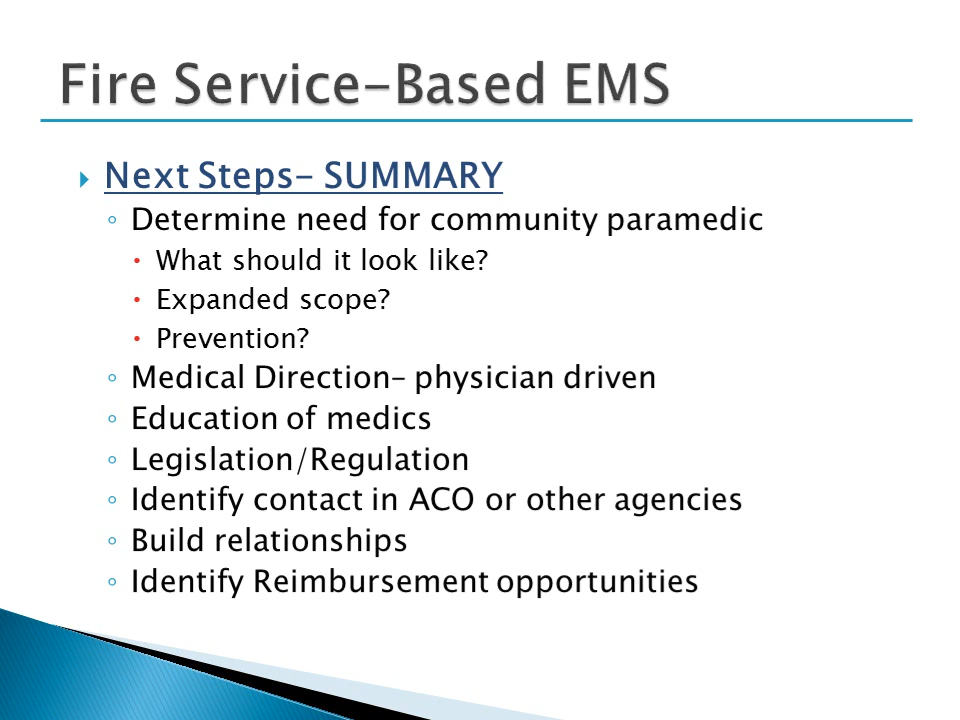 Fire Service-Based EMS
Next Steps- SUMMARY
Determine need for community paramedic
What should it look like?
Expanded scope?
Prevention?
Medical Direction– physician driven
Education of medics
Legislation/Regulation
Identify contact in ACO or other agencies
Build relationships
Identify Reimbursement opportunities